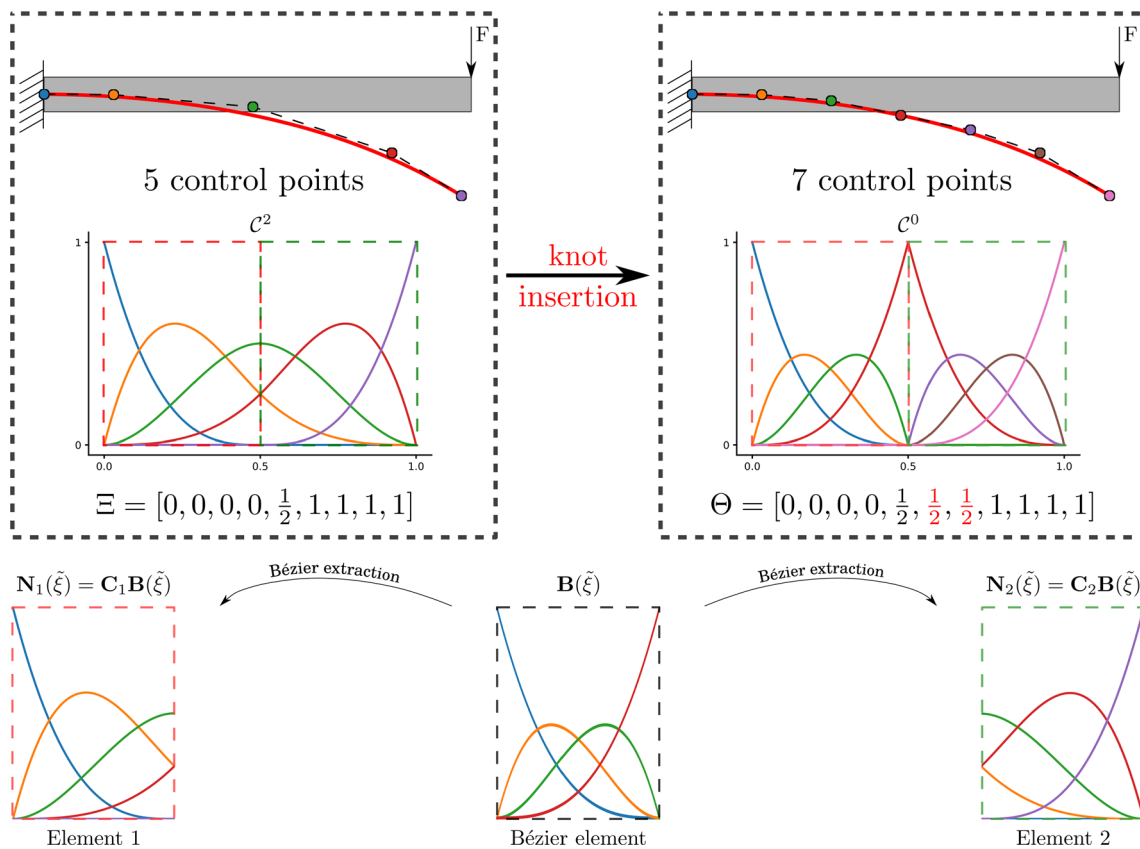 F
5 control points
𝒞²
1
0
0.0 0.5 1.0
Ξ = [0, 0, 0, 0, ½, 1, 1, 1, 1]
knot
insertion
F
7 control points
𝒞⁰
1
0
0.0 0.5 1.0
Θ = [0, 0, 0, 0, ½, ½, ½, 1, 1, 1, 1]
N₁(ξ̃) = C₁B(ξ̃)
Bézier extraction
B(ξ̃)
Bézier extraction
N₂(ξ̃) = C₂B(ξ̃)
Element 1
Bézier element
Element 2